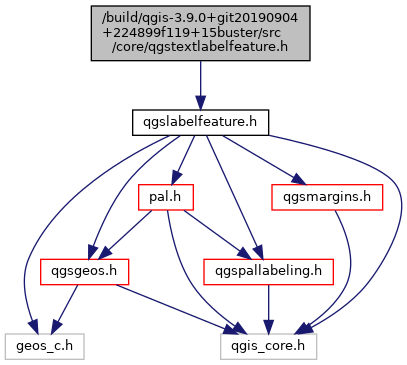 /build/qgis-3.9.0+git20190904
+224899f119+15buster/src
/core/qgstextlabelfeature.h
qgslabelfeature.h
pal.h
qgsmargins.h
qgsgeos.h
qgspallabeling.h
geos_c.h
qgis_core.h